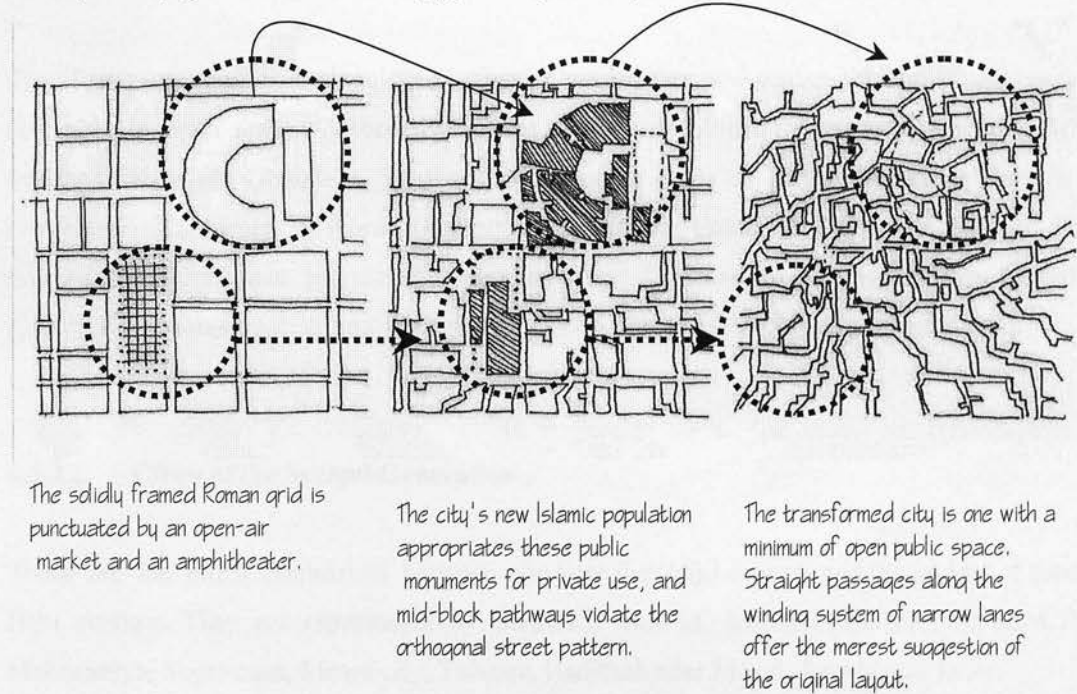 The solidly framed Roman grid is
punctuated by an open-air
market and an amphitheater.
The city's new Islamic population
appropriates these public
monuments for private use, and
mid-block pathways violate the
orthogonal street pattern.
The transformed city is one with a
minimum of open public space.
Straight passages along the
winding system of narrow lanes
offer the merest suggestion of
the original layout.